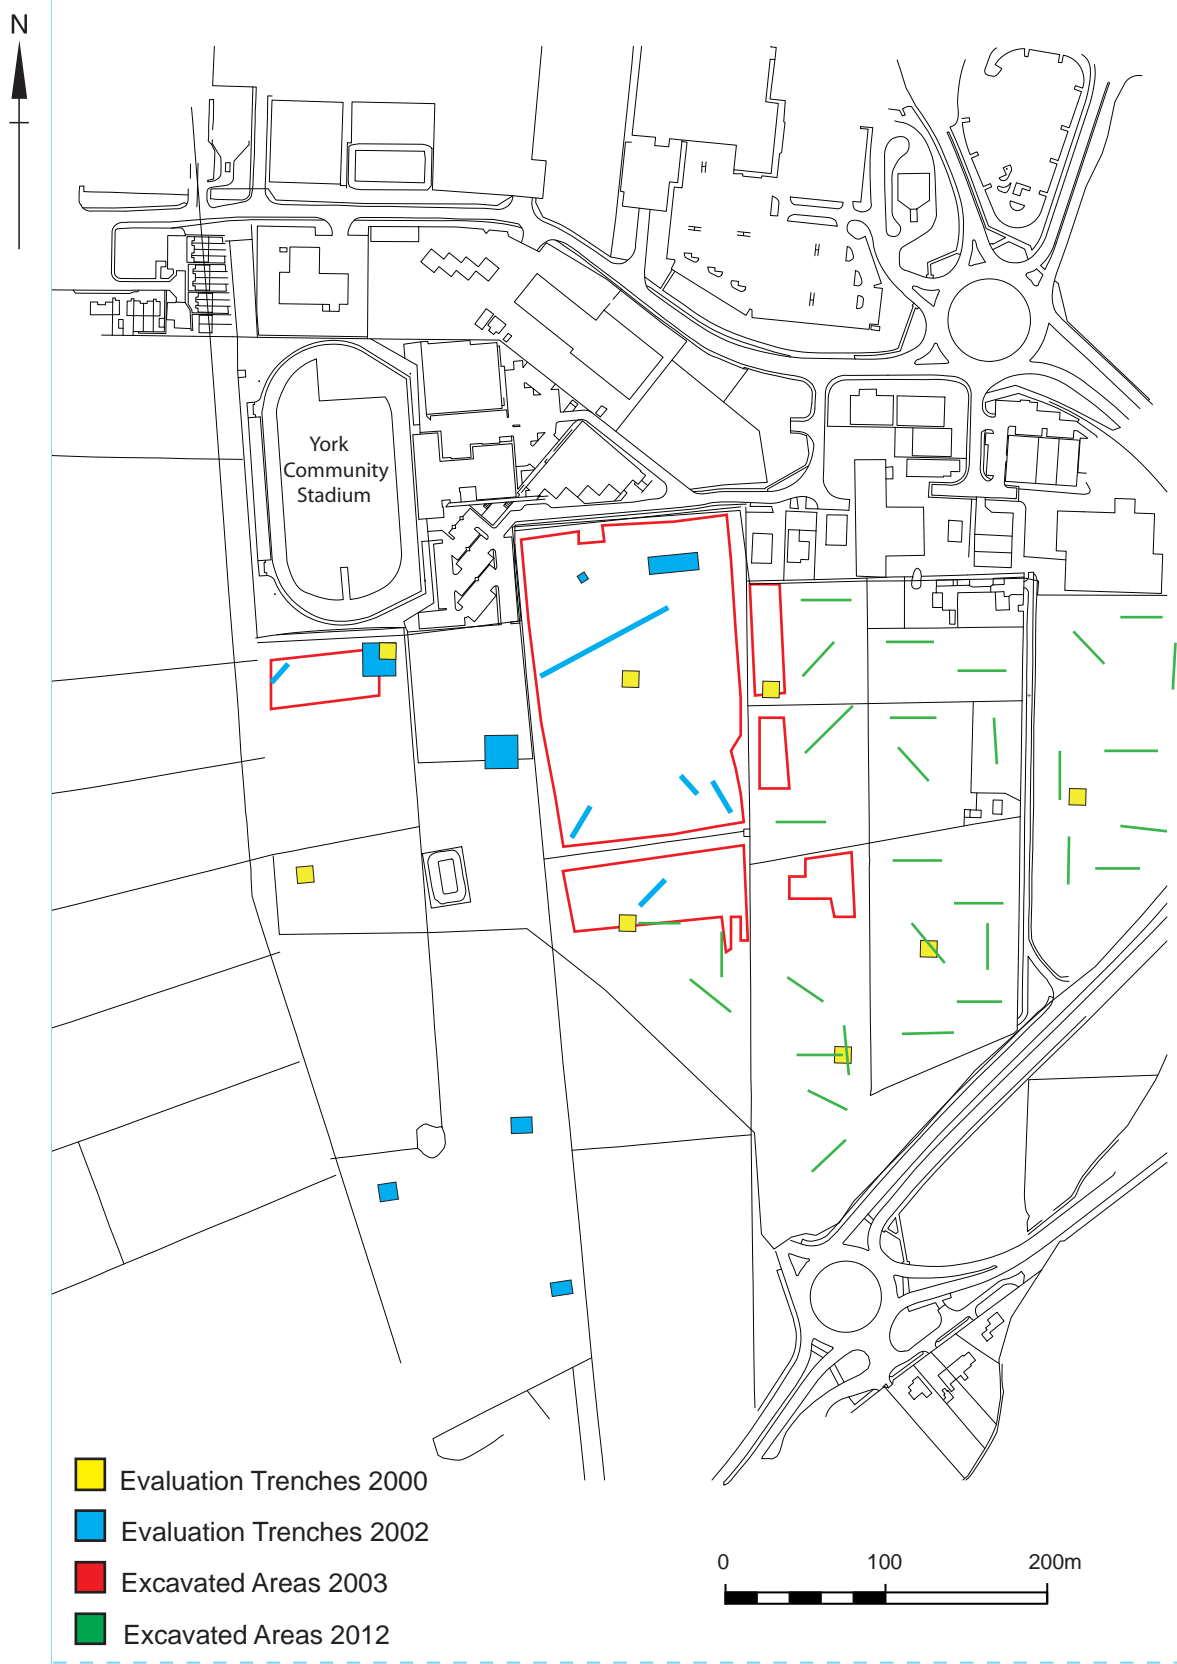 N
H
H
H
York
Community
Stadium
Evaluation Trenches 2000
Evaluation Trenches 2002
Excavated Areas 2003
Excavated Areas 2012
0 100 200m